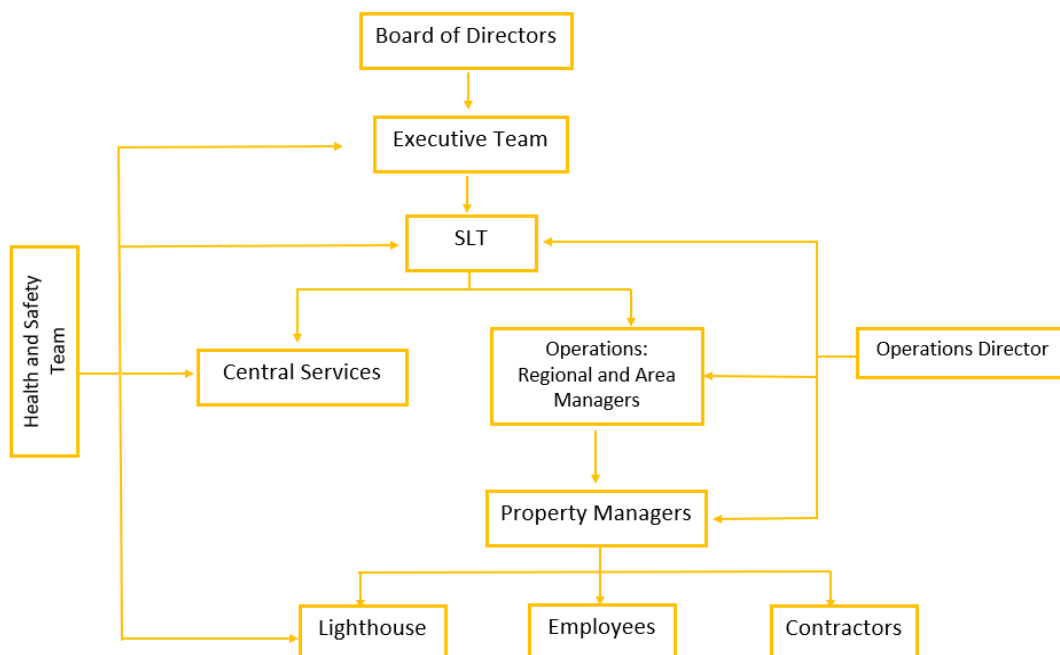 Board of Directors
Executive Team
SLT
Health and Safety
Team
Central Services
Operations:
Regional and Area
Managers
Operations Director
Property Managers
Lighthouse
Employees
Contractors